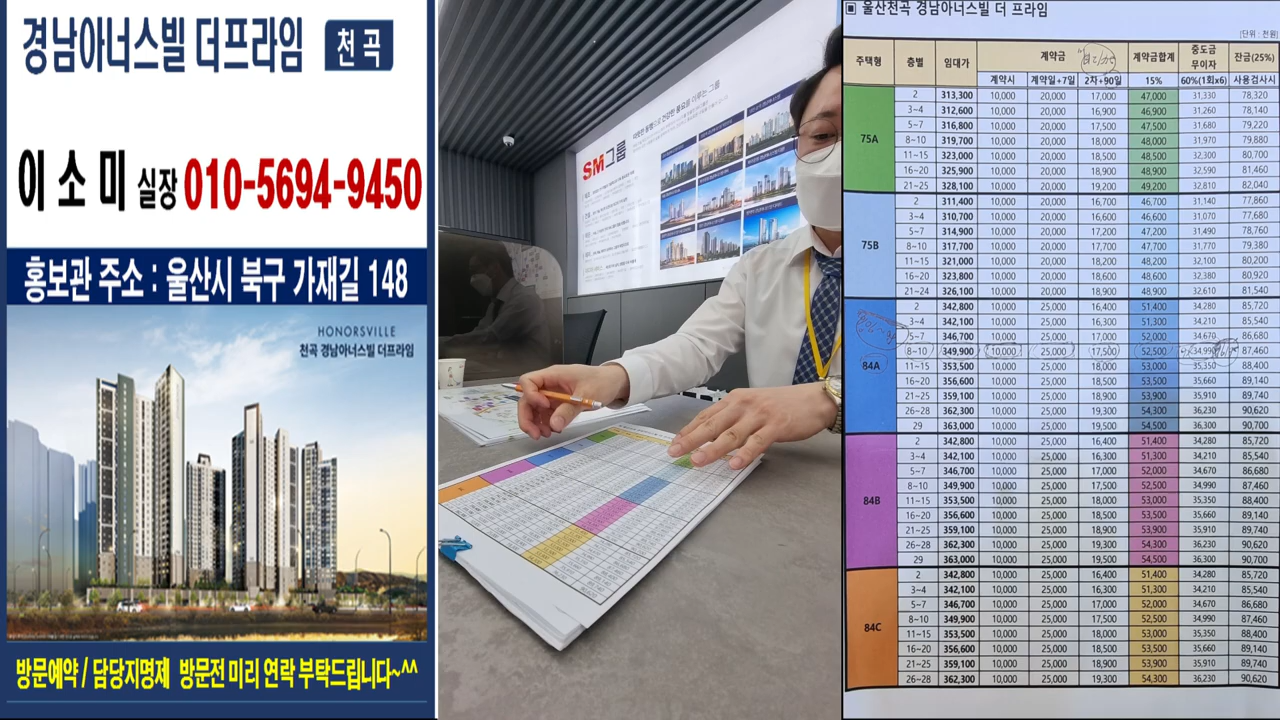 경남아너스빌 더프라임 천곡
이 소 미 실장 010-5694-9450
홍보관 주소 : 울산시 북구 가재길 148
HONORSVILLE
천곡 경남아너스빌 더프라임
방문예약 / 담당지명제 방문전 미리 연락 부탁드립니다~^^
SM그룹
▣ 울산천곡 경남아너스빌 더 프라임
[단위 : 천원]
주택형 층별 임대가 계약금 계약금합계 중도금 무이자 잔금(25%)
계약시 계약일+7일 2차+90일 15% 60%(1회x6) 사용검사시
75A
2 313,300 10,000 20,000 17,000 47,000 31,330 78,320
3~4 312,600 10,000 20,000 16,900 46,900 31,260 78,140
5~7 316,800 10,000 20,000 17,500 47,500 31,680 79,220
8~10 319,700 10,000 20,000 18,000 48,000 31,970 79,880
11~15 323,000 10,000 20,000 18,500 48,500 32,300 80,700
16~20 325,900 10,000 20,000 18,900 48,900 32,590 81,460
21~25 328,100 10,000 20,000 19,200 49,200 32,810 82,040
75B
2 311,400 10,000 20,000 16,700 46,700 31,140 77,860
3~4 310,700 10,000 20,000 16,600 46,600 31,070 77,680
5~7 314,900 10,000 20,000 17,200 47,200 31,490 78,760
8~10 317,700 10,000 20,000 17,700 47,700 31,770 79,380
11~15 321,000 10,000 20,000 18,200 48,200 32,100 80,200
16~20 323,800 10,000 20,000 18,600 48,600 32,380 80,920
21~24 326,100 10,000 20,000 18,900 48,900 32,610 81,540
84A
2 342,800 10,000 25,000 16,400 51,400 34,280 85,720
3~4 342,100 10,000 25,000 16,300 51,300 34,210 85,540
5~7 346,700 10,000 25,000 17,000 52,000 34,670 86,680
8~10 349,900 10,000 25,000 17,500 52,500 34,990 87,460
11~15 353,500 10,000 25,000 18,000 53,000 35,350 88,400
16~20 356,600 10,000 25,000 18,500 53,500 35,660 89,140
21~25 359,100 10,000 25,000 18,900 53,900 35,910 89,740
26~28 362,300 10,000 25,000 19,300 54,300 36,230 90,620
29 363,000 10,000 25,000 19,500 54,500 36,300 90,700
84B
2 342,800 10,000 25,000 16,400 51,400 34,280 85,720
3~4 342,100 10,000 25,000 16,300 51,300 34,210 85,540
5~7 346,700 10,000 25,000 17,000 52,000 34,670 86,680
8~10 349,900 10,000 25,000 17,500 52,500 34,990 87,460
11~15 353,500 10,000 25,000 18,000 53,000 35,350 88,400
16~20 356,600 10,000 25,000 18,500 53,500 35,660 89,140
21~25 359,100 10,000 25,000 18,900 53,900 35,910 89,740
26~28 362,300 10,000 25,000 19,300 54,300 36,230 90,620
29 363,000 10,000 25,000 19,500 54,500 36,300 90,700
84C
2 342,800 10,000 25,000 16,400 51,400 34,280 85,720
3~4 342,100 10,000 25,000 16,300 51,300 34,210 85,540
5~7 346,700 10,000 25,000 17,000 52,000 34,670 86,680
8~10 349,900 10,000 25,000 17,500 52,500 34,990 87,460
11~15 353,500 10,000 25,000 18,000 53,000 35,350 88,400
16~20 356,600 10,000 25,000 18,500 53,500 35,660 89,140
21~25 359,100 10,000 25,000 18,900 53,900 35,910 89,740
26~28 362,300 10,000 25,000 19,300 54,300 36,230 90,620